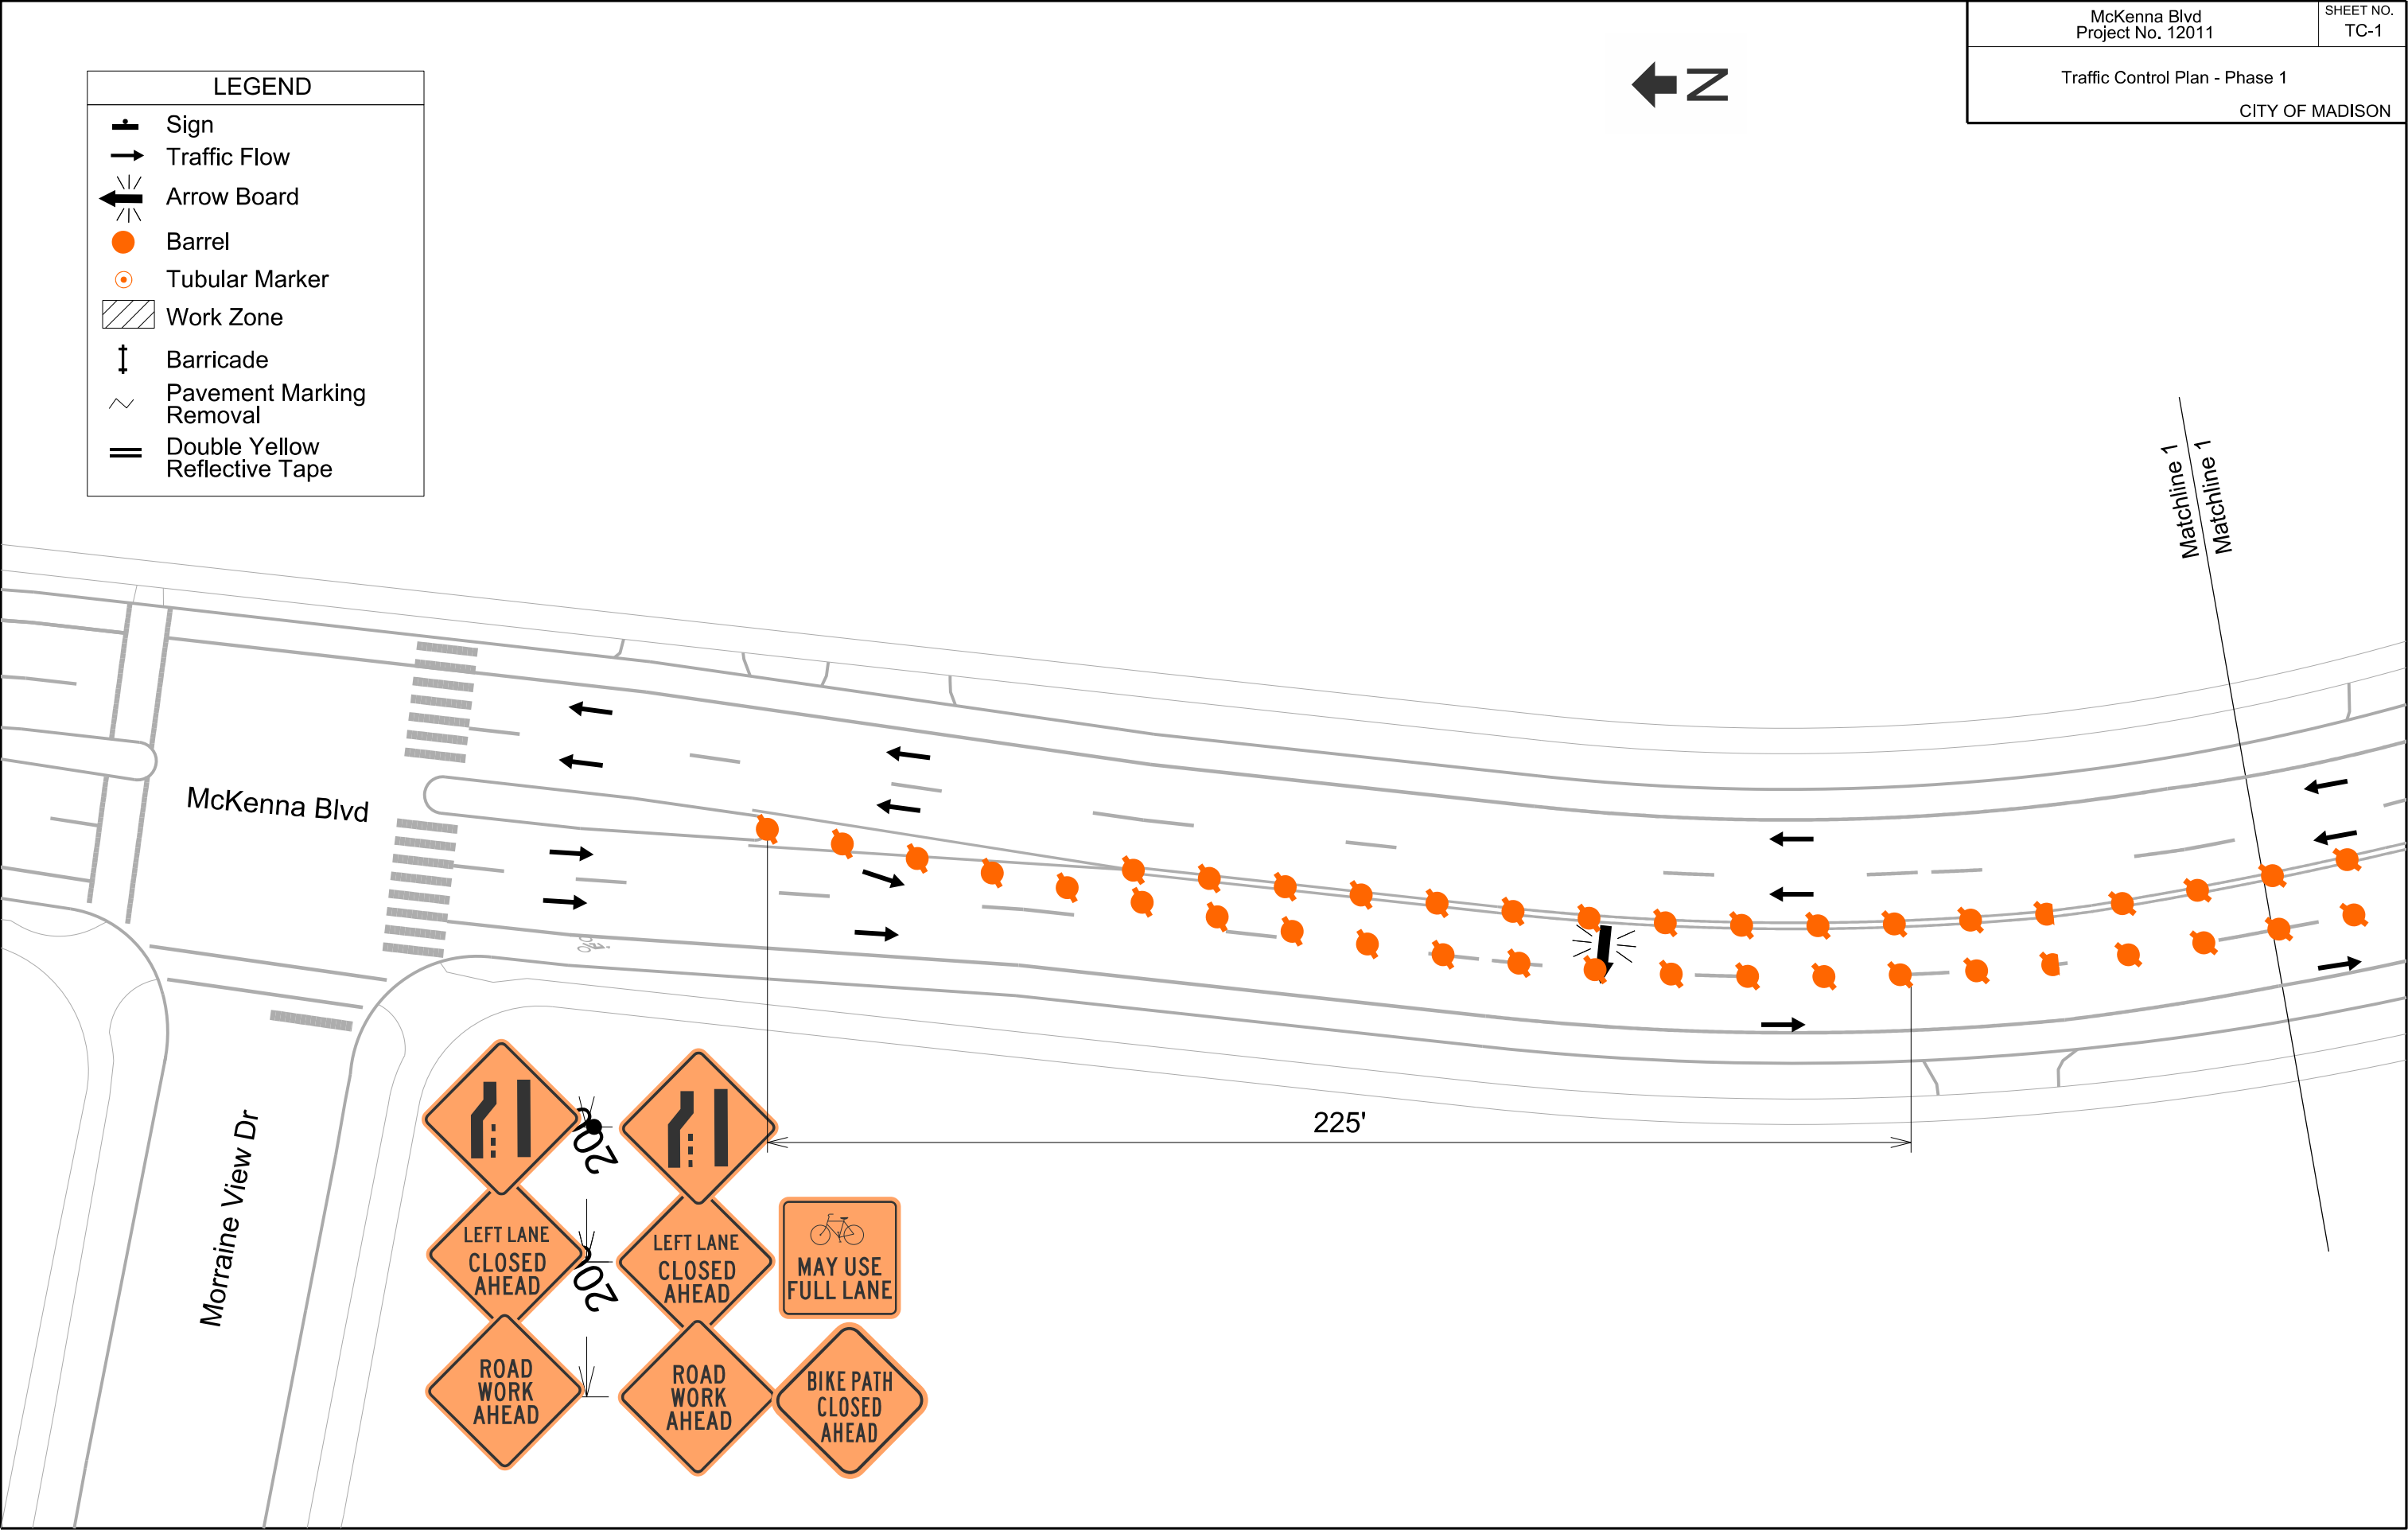 McKenna Blvd
Project No. 12011
SHEET NO.
TC-1
Traffic Control Plan - Phase 1
CITY OF MADISON
N
LEGEND
Sign
Traffic Flow
Arrow Board
Barrel
Tubular Marker
Work Zone
Barricade
Pavement Marking
Removal
Double Yellow
Reflective Tape
Matchline 1
Matchline 1
McKenna Blvd
Morraine View Dr
225'
LEFT LANE
CLOSED
AHEAD
ROAD
WORK
AHEAD
LEFT LANE
CLOSED
AHEAD
ROAD
WORK
AHEAD
MAY USE
FULL LANE
BIKE PATH
CLOSED
AHEAD